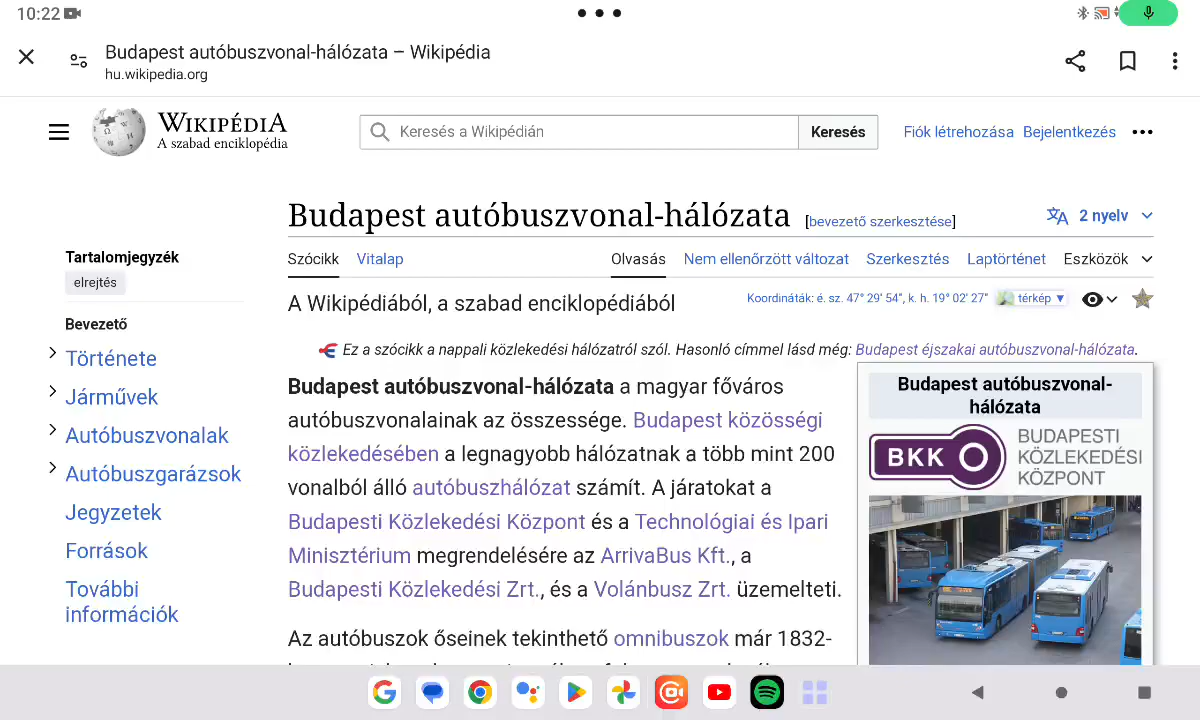 10:22
Budapest autóbuszvonal-hálózata – Wikipédia
hu.wikipedia.org
WIKIPÉDIA
A szabad enciklopédia
Keresés a Wikipédián
Keresés
Fiók létrehozása Bejelentkezés
Budapest autóbuszvonal-hálózata [bevezető szerkesztése]
2 nyelv
Szócikk Vitalap
Olvasás Nem ellenőrzött változat Szerkesztés Laptörténet Eszközök
Tartalomjegyzék
elrejtés
Bevezető
Története
Járművek
Autóbuszvonalak
Autóbuszgarázsok
Jegyzetek
Források
További
információk
A Wikipédiából, a szabad enciklopédiából
Koordináták: é. sz. 47° 29′ 54″, k. h. 19° 02′ 27″ térkép ▼
Ez a szócikk a nappali közlekedési hálózatról szól. Hasonló címmel lásd még: Budapest éjszakai autóbuszvonal-hálózata.
Budapest autóbuszvonal-hálózata a magyar főváros
autóbuszvonalainak az összessége. Budapest közösségi
közlekedésében a legnagyobb hálózatnak a több mint 200
vonalból álló autóbuszhálózat számít. A járatokat a
Budapesti Közlekedési Központ és a Technológiai és Ipari
Minisztérium megrendelésére az ArrivaBus Kft., a
Budapesti Közlekedési Zrt., és a Volánbusz Zrt. üzemelteti.
Az autóbuszok őseinek tekinthető omnibuszok már 1832-
Budapest autóbuszvonal-
hálózata
BKK
BUDAPESTI
KÖZLEKEDÉSI
KÖZPONT